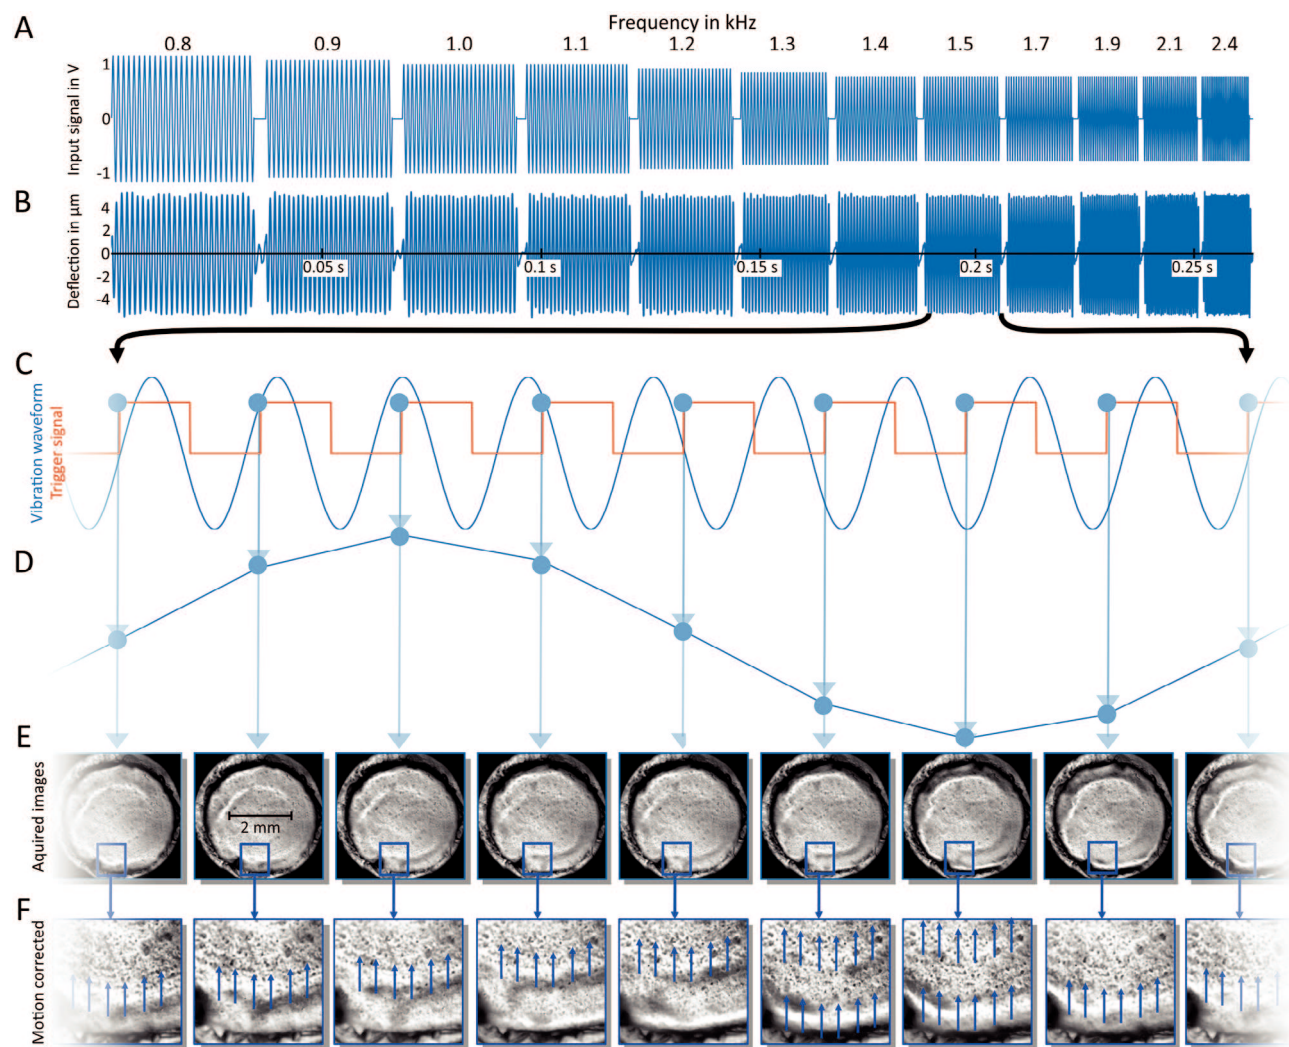 A
Frequency in kHz
0.8 0.9 1.0 1.1 1.2 1.3 1.4 1.5 1.7 1.9 2.1 2.4
Input signal in V
1
0
-1
B
Deflection in µm
4
2
0
-2
-4
0.05 s 0.1 s 0.15 s 0.2 s 0.25 s
C
Vibration waveform
Trigger signal
D
E
Aquired images
2 mm
F
Motion corrected